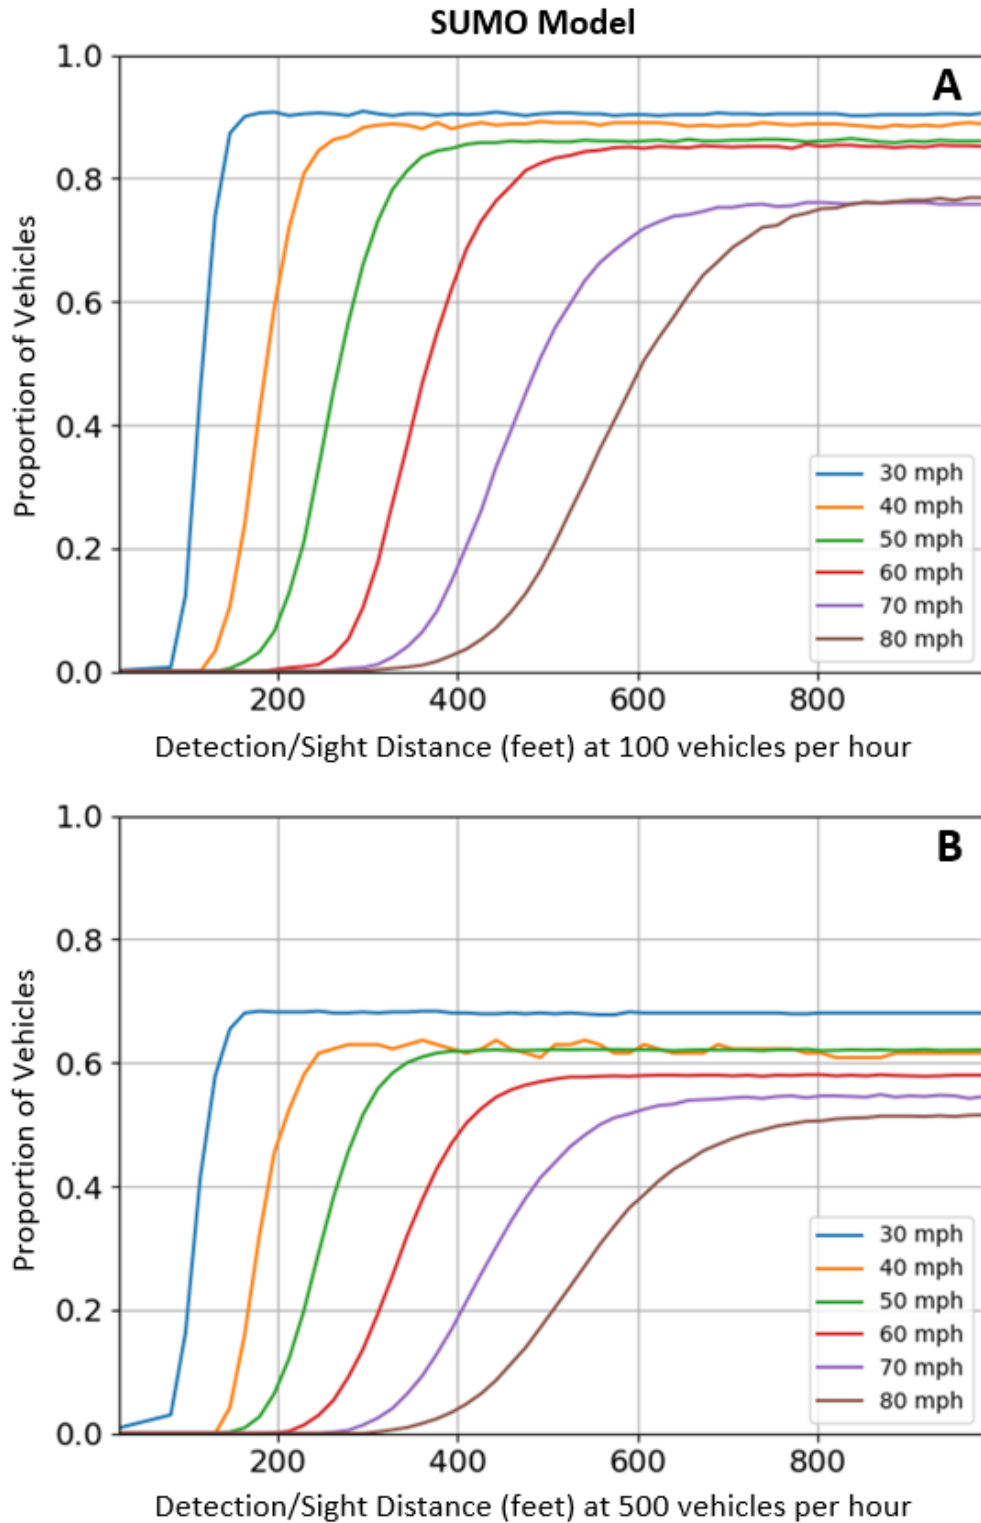 SUMO Model
A
1.0
0.8
0.6
0.4
0.2
0.0
Proportion of Vehicles
30 mph
40 mph
50 mph
60 mph
70 mph
80 mph
200 400 600 800
Detection/Sight Distance (feet) at 100 vehicles per hour
B
1.0
0.8
0.6
0.4
0.2
0.0
Proportion of Vehicles
30 mph
40 mph
50 mph
60 mph
70 mph
80 mph
200 400 600 800
Detection/Sight Distance (feet) at 500 vehicles per hour